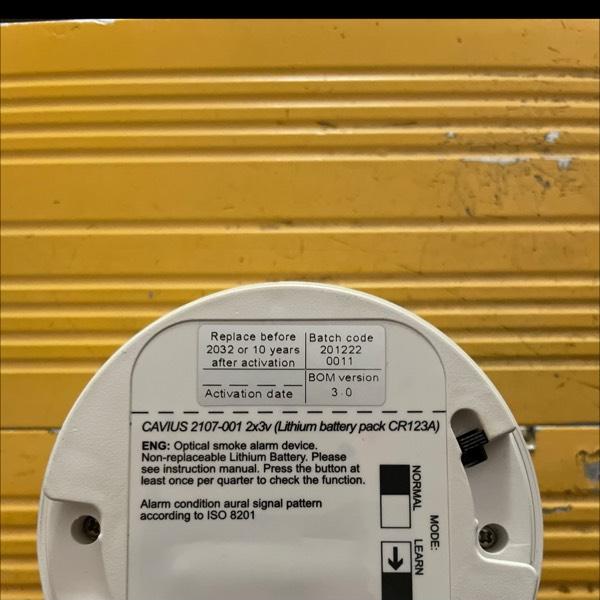 Replace before
2032 or 10 years
after activation
Activation date
Batch code
201222
0011
BOM version
3.0
CAVIUS 2107-001 2x3v (Lithium battery pack CR123A)
ENG: Optical smoke alarm device.
Non-replaceable Lithium Battery. Please
see instruction manual. Press the button at
least once per quarter to check the function.
Alarm condition aural signal pattern
according to ISO 8201
MODE:
NORMAL
LEARN